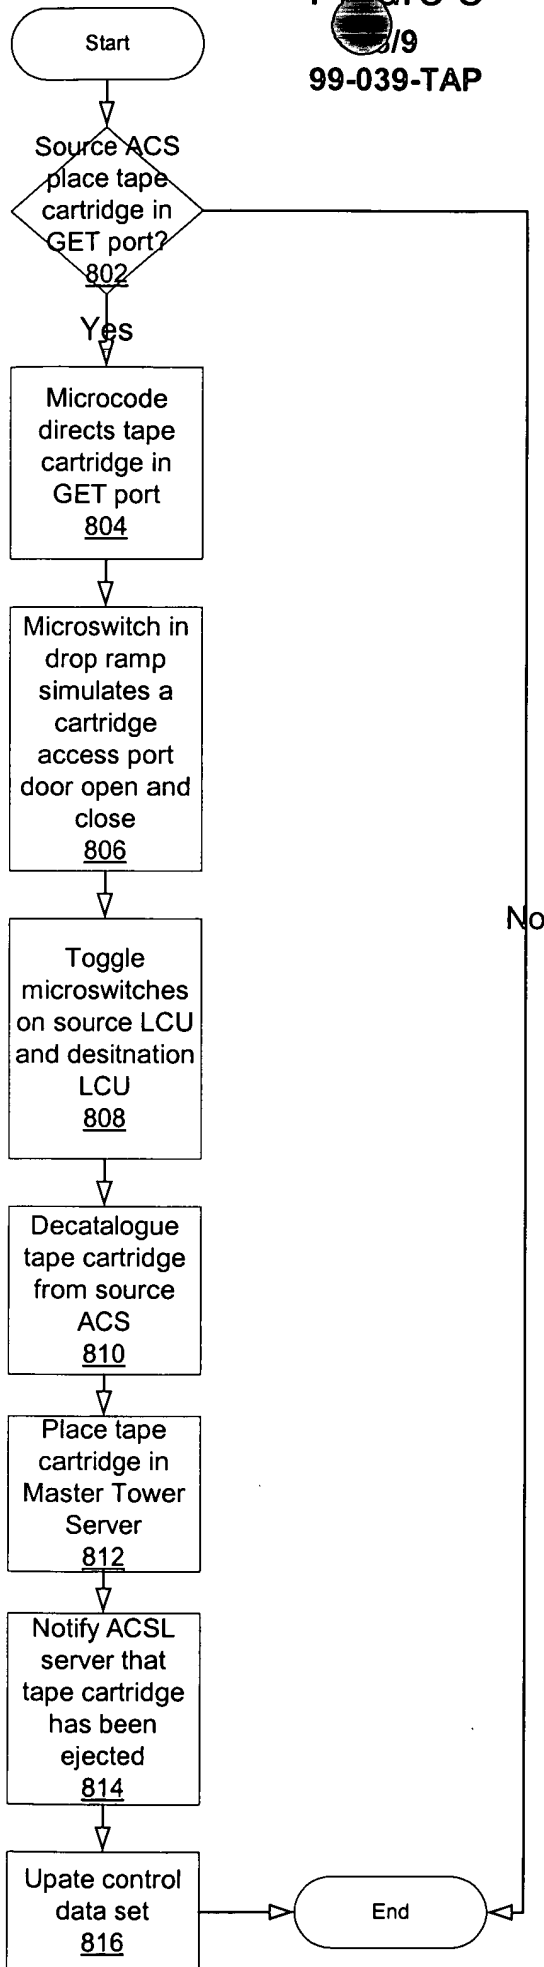 Start
/9
99-039-TAP
Source ACS
place tape
cartridge in
GET port?
802
Yes
Microcode
directs tape
cartridge in
GET port
804
Microswitch in
drop ramp
simulates a
cartridge
access port
door open and
close
806
Toggle
microswitches
on source LCU
and desitnation
LCU
808
No
Decatalogue
tape cartridge
from source
ACS
810
Place tape
cartridge in
Master Tower
Server
812
Notify ACSL
server that
tape cartridge
has been
ejected
814
Upate control
data set
816
End